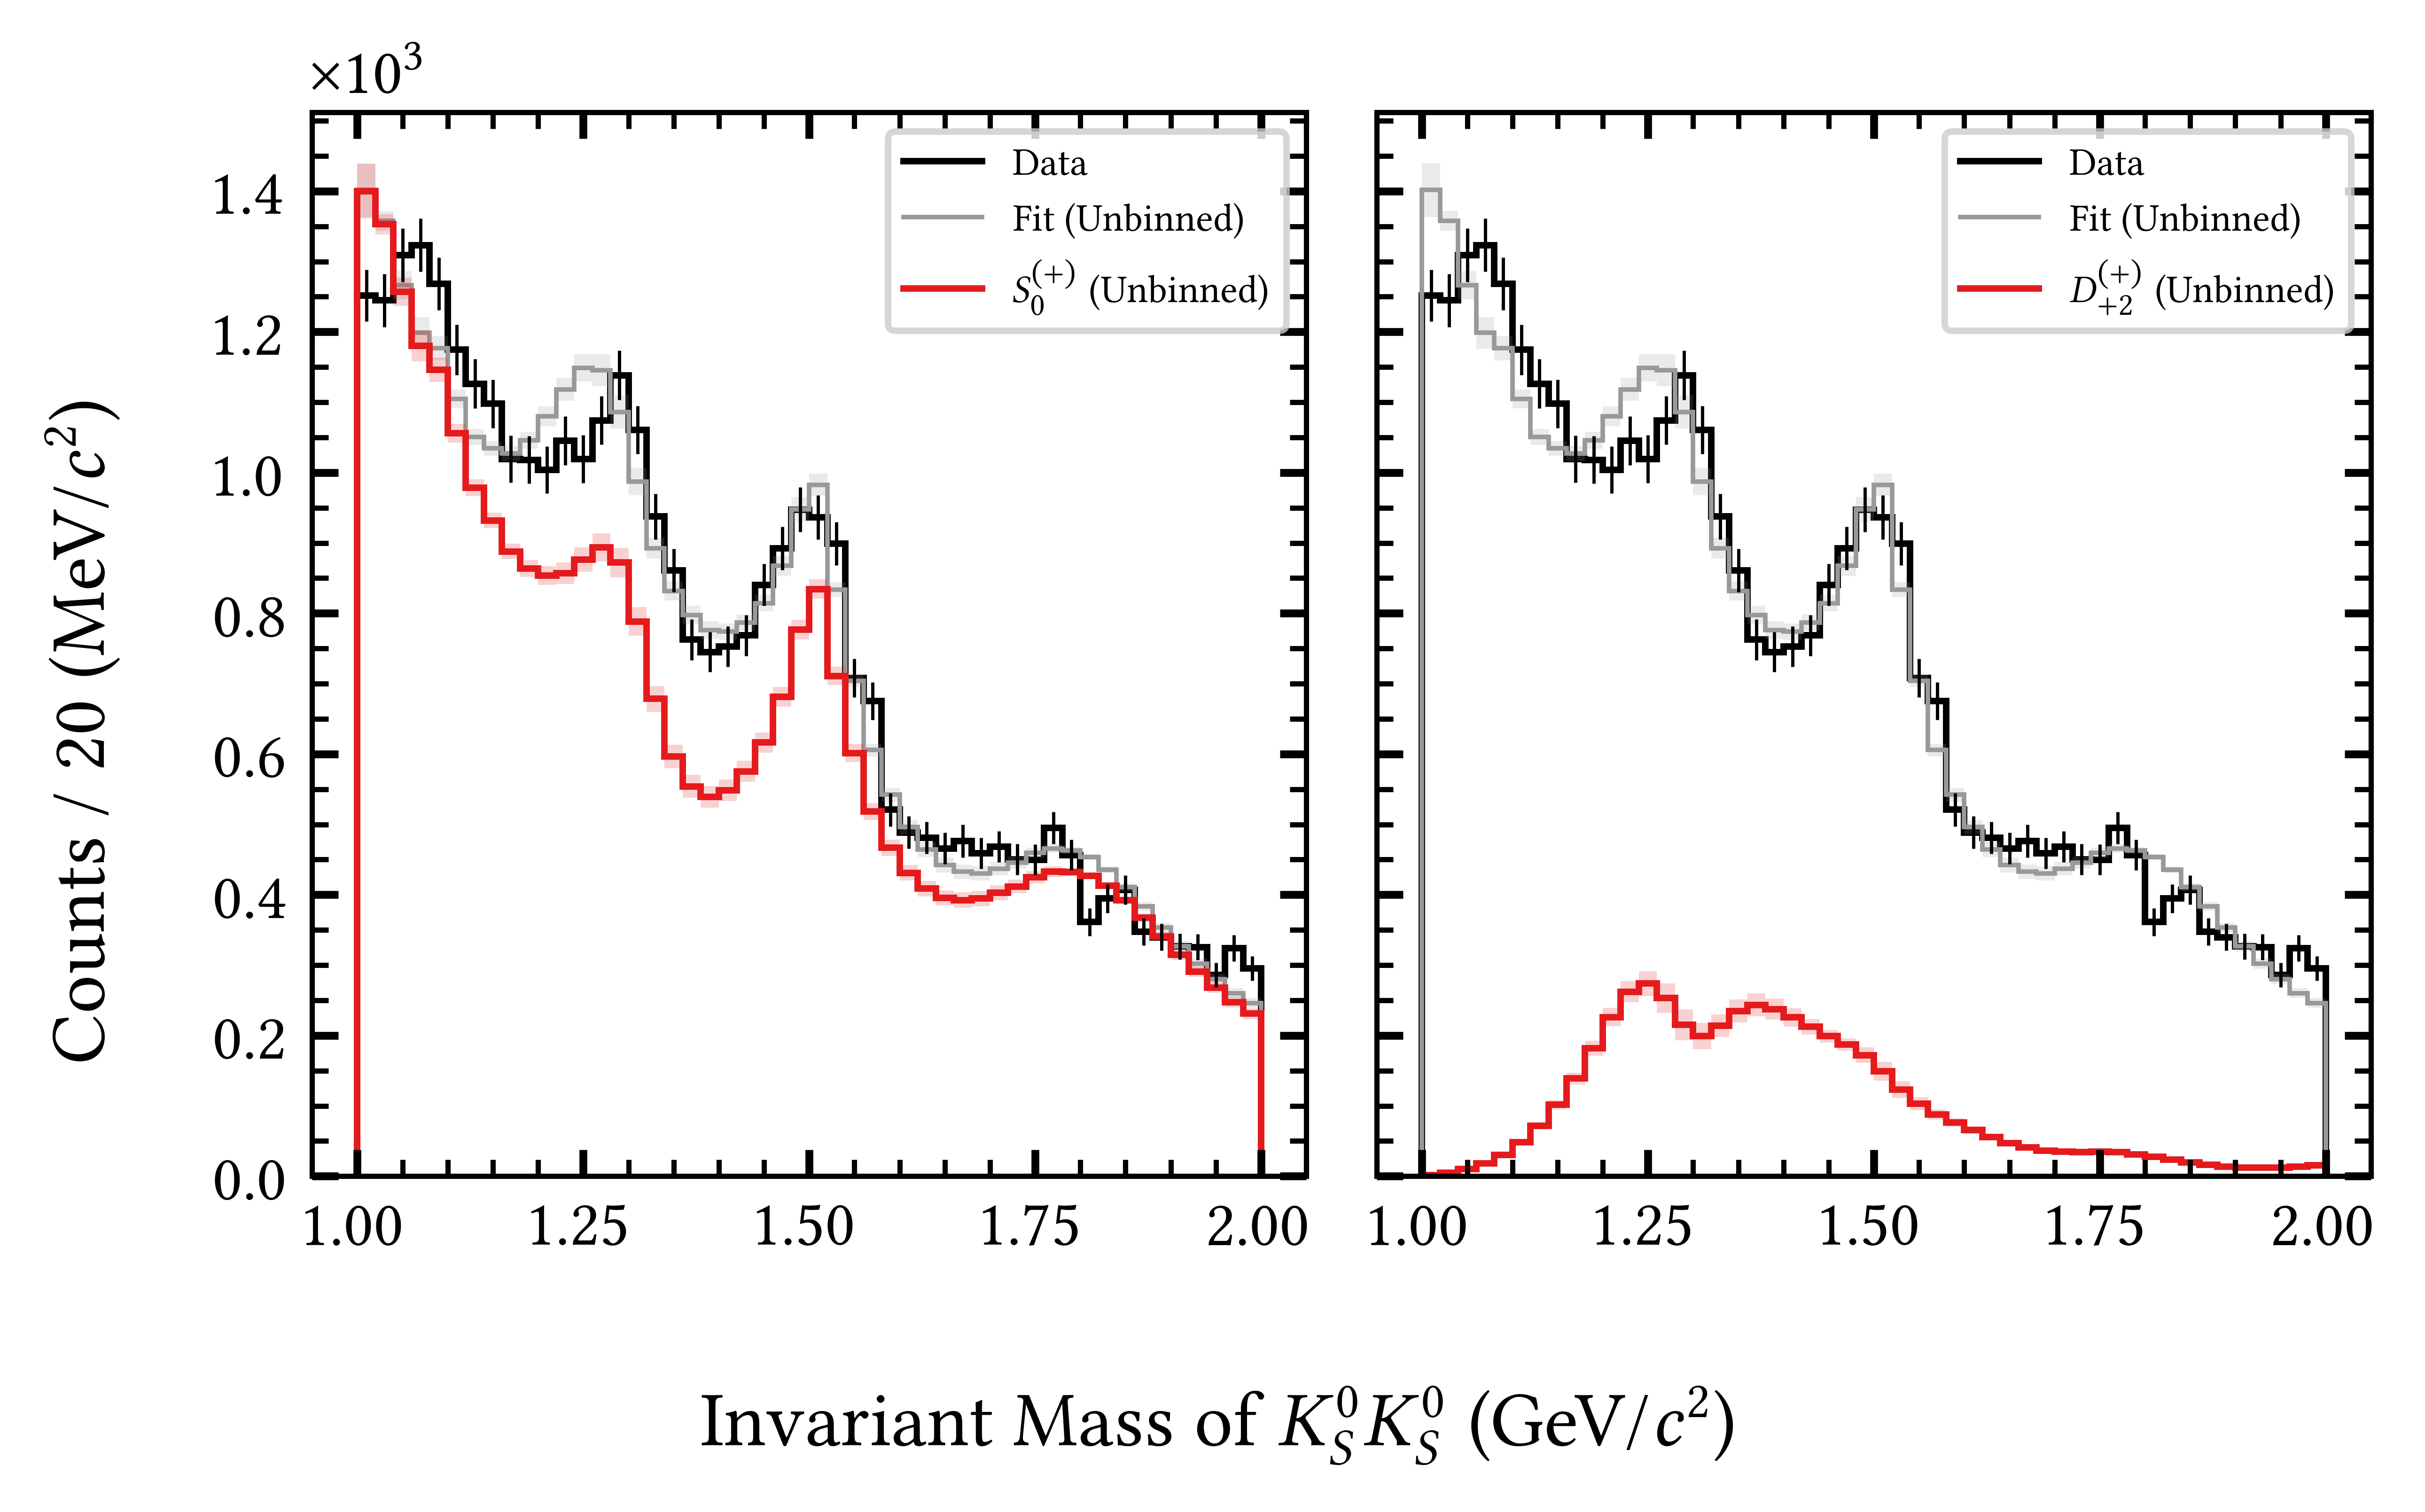 ×10³
Counts / 20 (MeV/c²)
1.4
1.2
1.0
0.8
0.6
0.4
0.2
0.0
Data
Fit (Unbinned)
S₀⁽⁺⁾ (Unbinned)
1.00 1.25 1.50 1.75 2.00
Data
Fit (Unbinned)
D₊₂⁽⁺⁾ (Unbinned)
1.00 1.25 1.50 1.75 2.00
Invariant Mass of K⁰_S K⁰_S (GeV/c²)